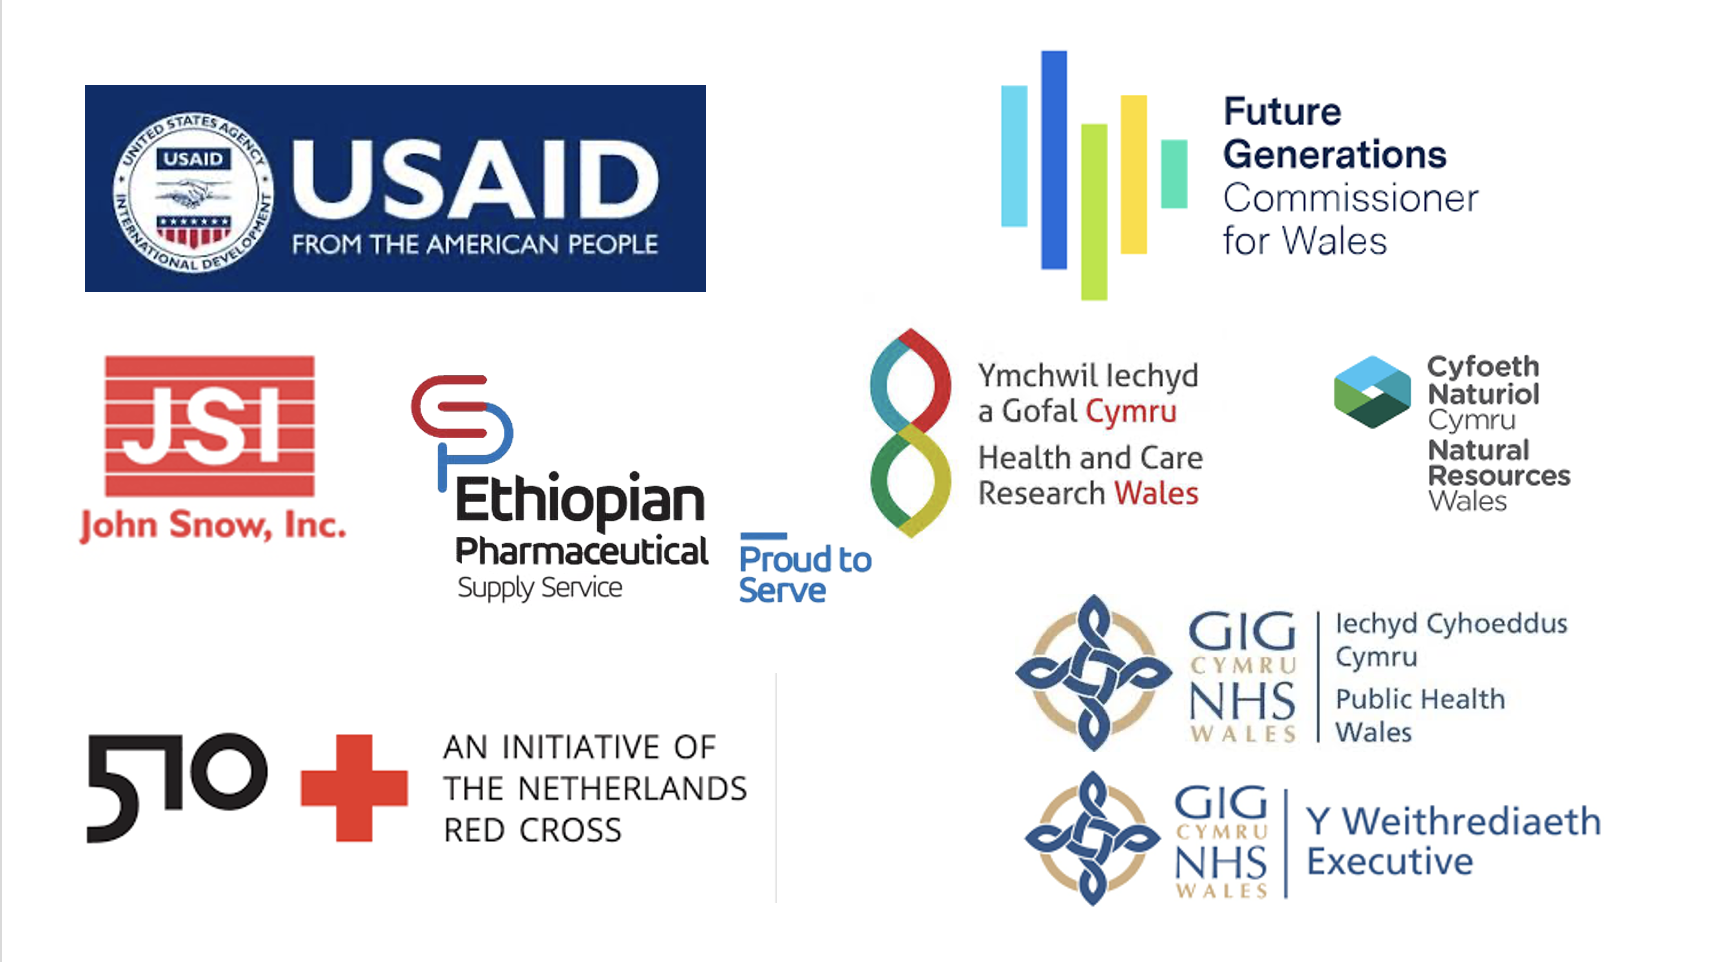 UNITED STATES AGENCY
USAID
INTERNATIONAL DEVELOPMENT
USAID
FROM THE AMERICAN PEOPLE
Future
Generations
Commissioner
for Wales
JSI
John Snow, Inc.
Ethiopian
Pharmaceutical
Supply Service
Proud to
Serve
Ymchwil Iechyd
a Gofal Cymru
Health and Care
Research Wales
Cyfoeth
Naturiol
Cymru
Natural
Resources
Wales
510
AN INITIATIVE OF
THE NETHERLANDS
RED CROSS
GIG
CYMRU
NHS
WALES
Iechyd Cyhoeddus
Cymru
Public Health
Wales
GIG
CYMRU
NHS
WALES
Y Weithrediaeth
Executive